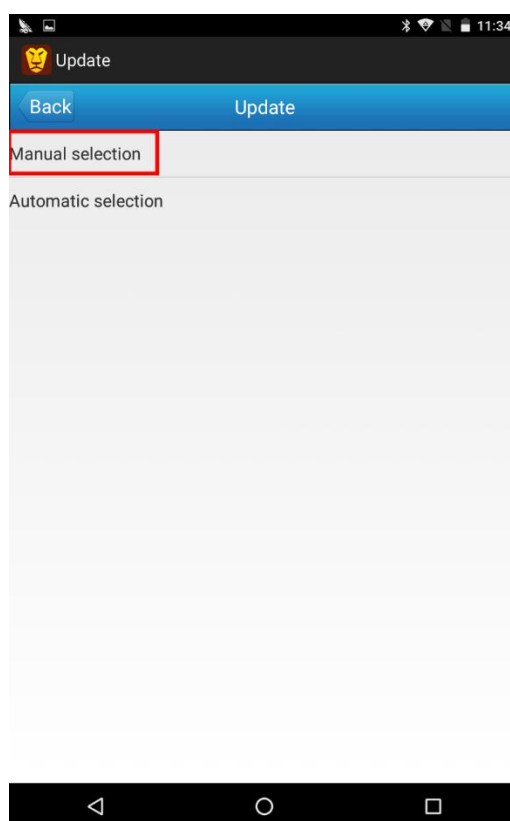 11:34
Update
Back
Update
Manual selection
Automatic selection